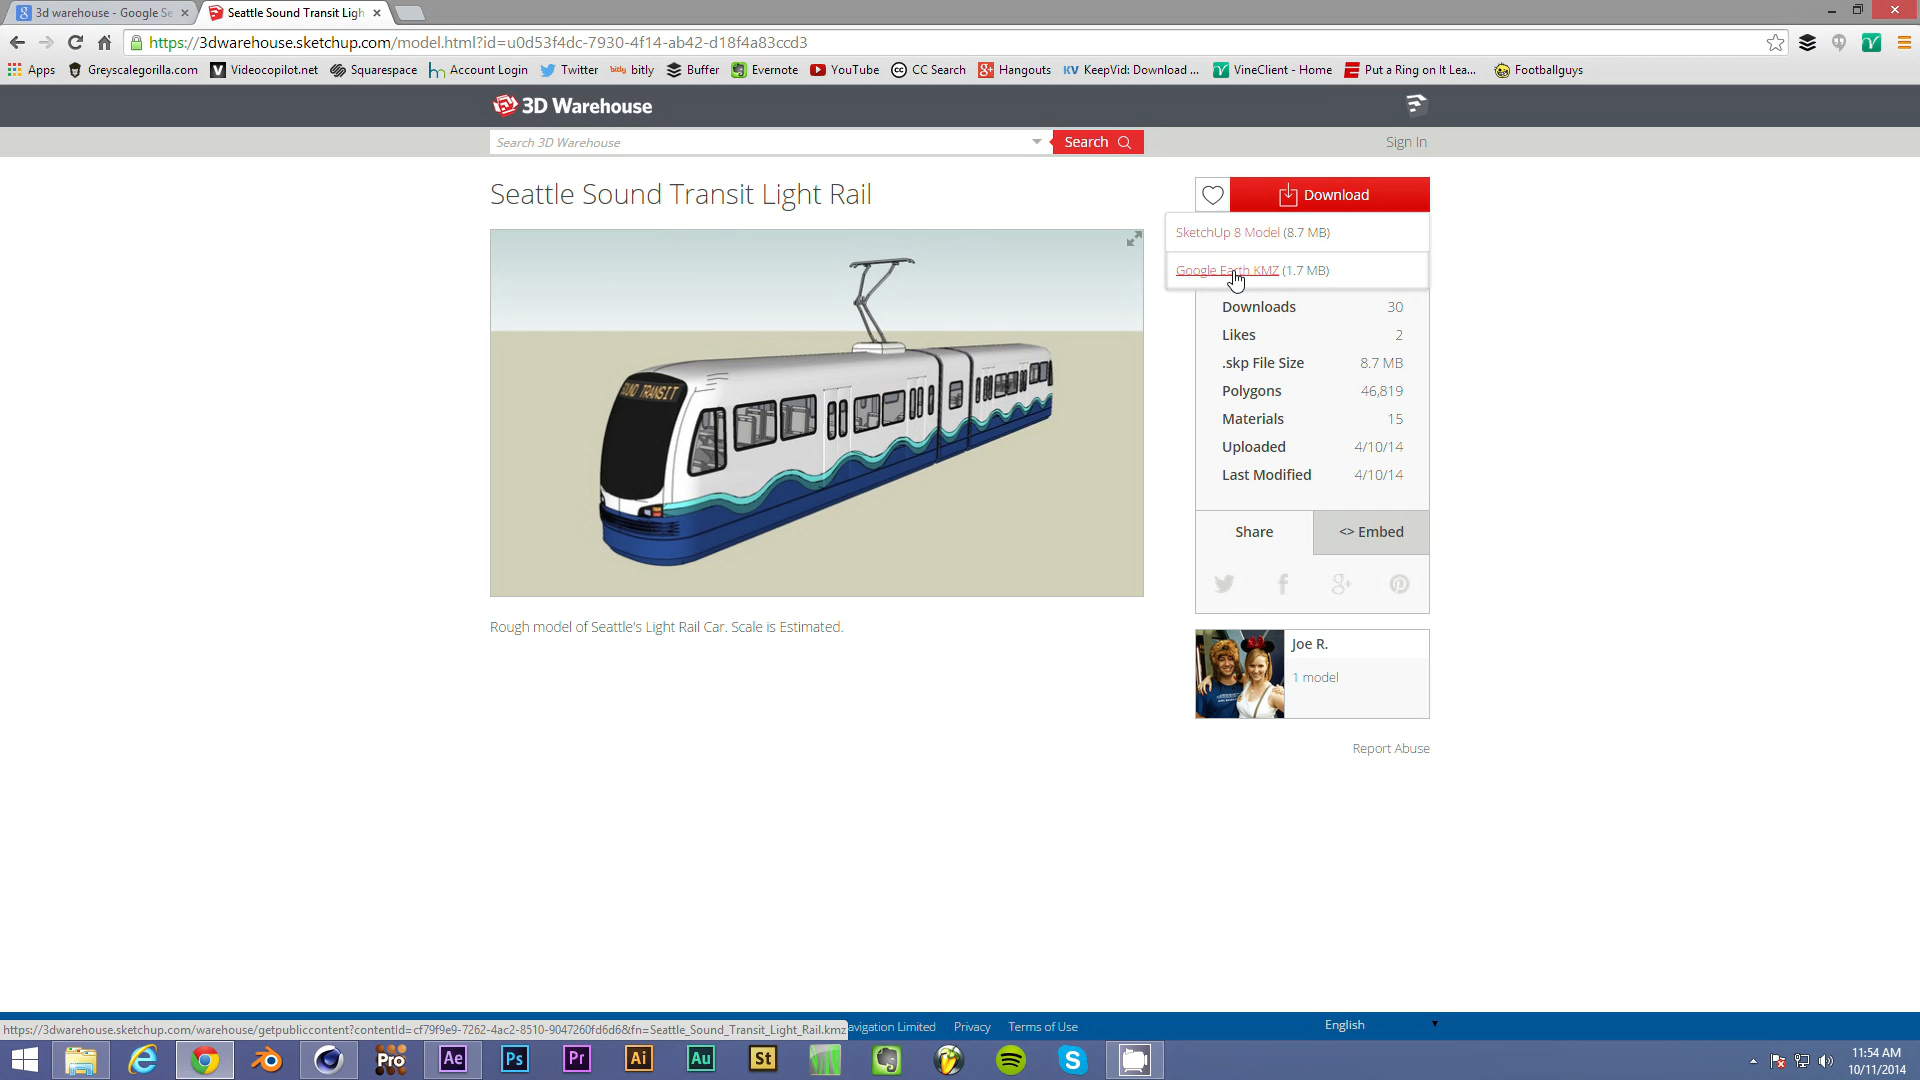 3d warehouse - Google Se
Seattle Sound Transit Ligh
https://3dwarehouse.sketchup.com/model.html?id=u0d53f4dc-7930-4f14-ab42-d18f4a83ccd3
Apps
Greyscalegorilla.com
Videocopilot.net
Squarespace
Account Login
Twitter
bitly bitly
Buffer
Evernote
YouTube
CC Search
Hangouts
KV KeepVid: Download ...
VineClient - Home
Put a Ring on It Lea...
Footballguys
3D Warehouse
Search 3D Warehouse
Search
Sign In
Seattle Sound Transit Light Rail
Download
SketchUp 8 Model (8.7 MB)
Google Earth KMZ (1.7 MB)
OUND TRANSIT
Downloads 30
Likes 2
.skp File Size 8.7 MB
Polygons 46,819
Materials 15
Uploaded 4/10/14
Last Modified 4/10/14
Share
<> Embed
Rough model of Seattle's Light Rail Car. Scale is Estimated.
Joe R.
1 model
Report Abuse
https://3dwarehouse.sketchup.com/warehouse/getpubliccontent?contentId=cf79f9e9-7262-4ac2-8510-9047260fd6d6&fn=Seattle_Sound_Transit_Light_Rail.kmz
avigation Limited
Privacy
Terms of Use
English
Pro
Ae
Ps
Pr
Ai
Au
St
11:54 AM
10/11/2014